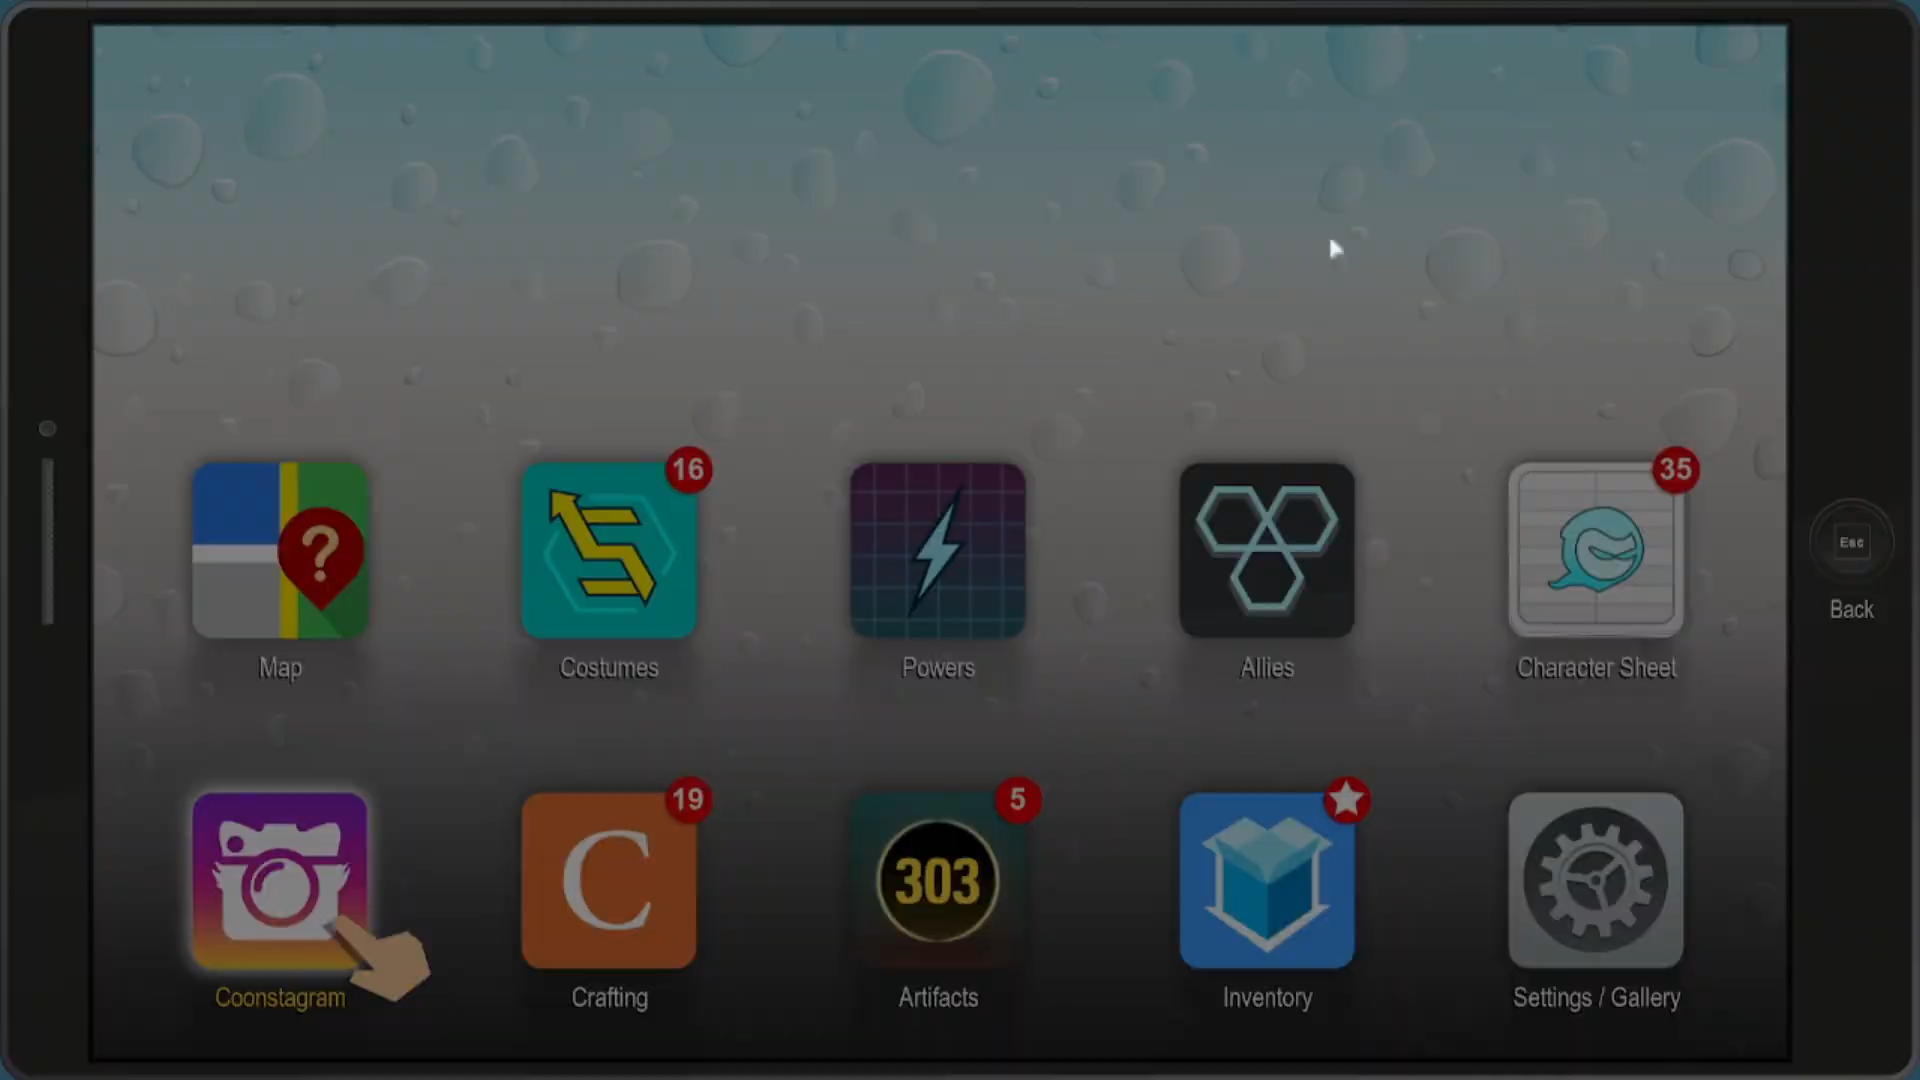 16
35
?
Esc
Back
Map
Costumes
Powers
Allies
Character Sheet
19
5
C
303
Coonstagram
Crafting
Artifacts
Inventory
Settings / Gallery